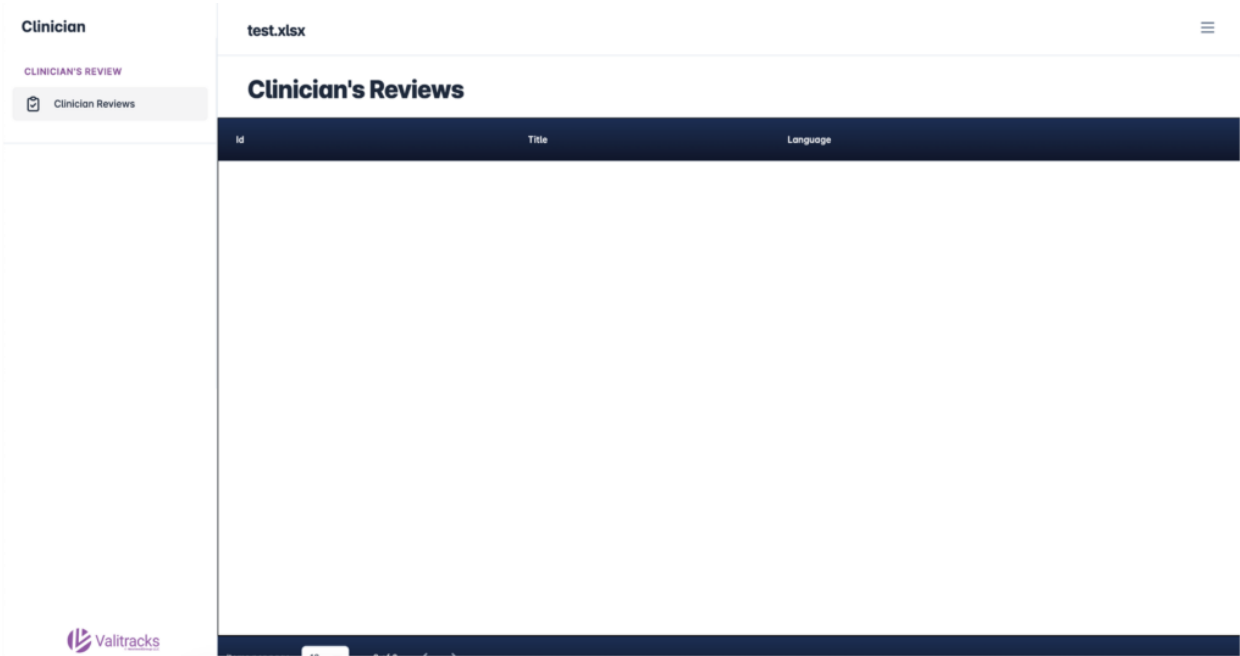 Clinician
CLINICIAN'S REVIEW
Clinician Reviews
test.xlsx
Clinician's Reviews
Id Title Language
Valitracks